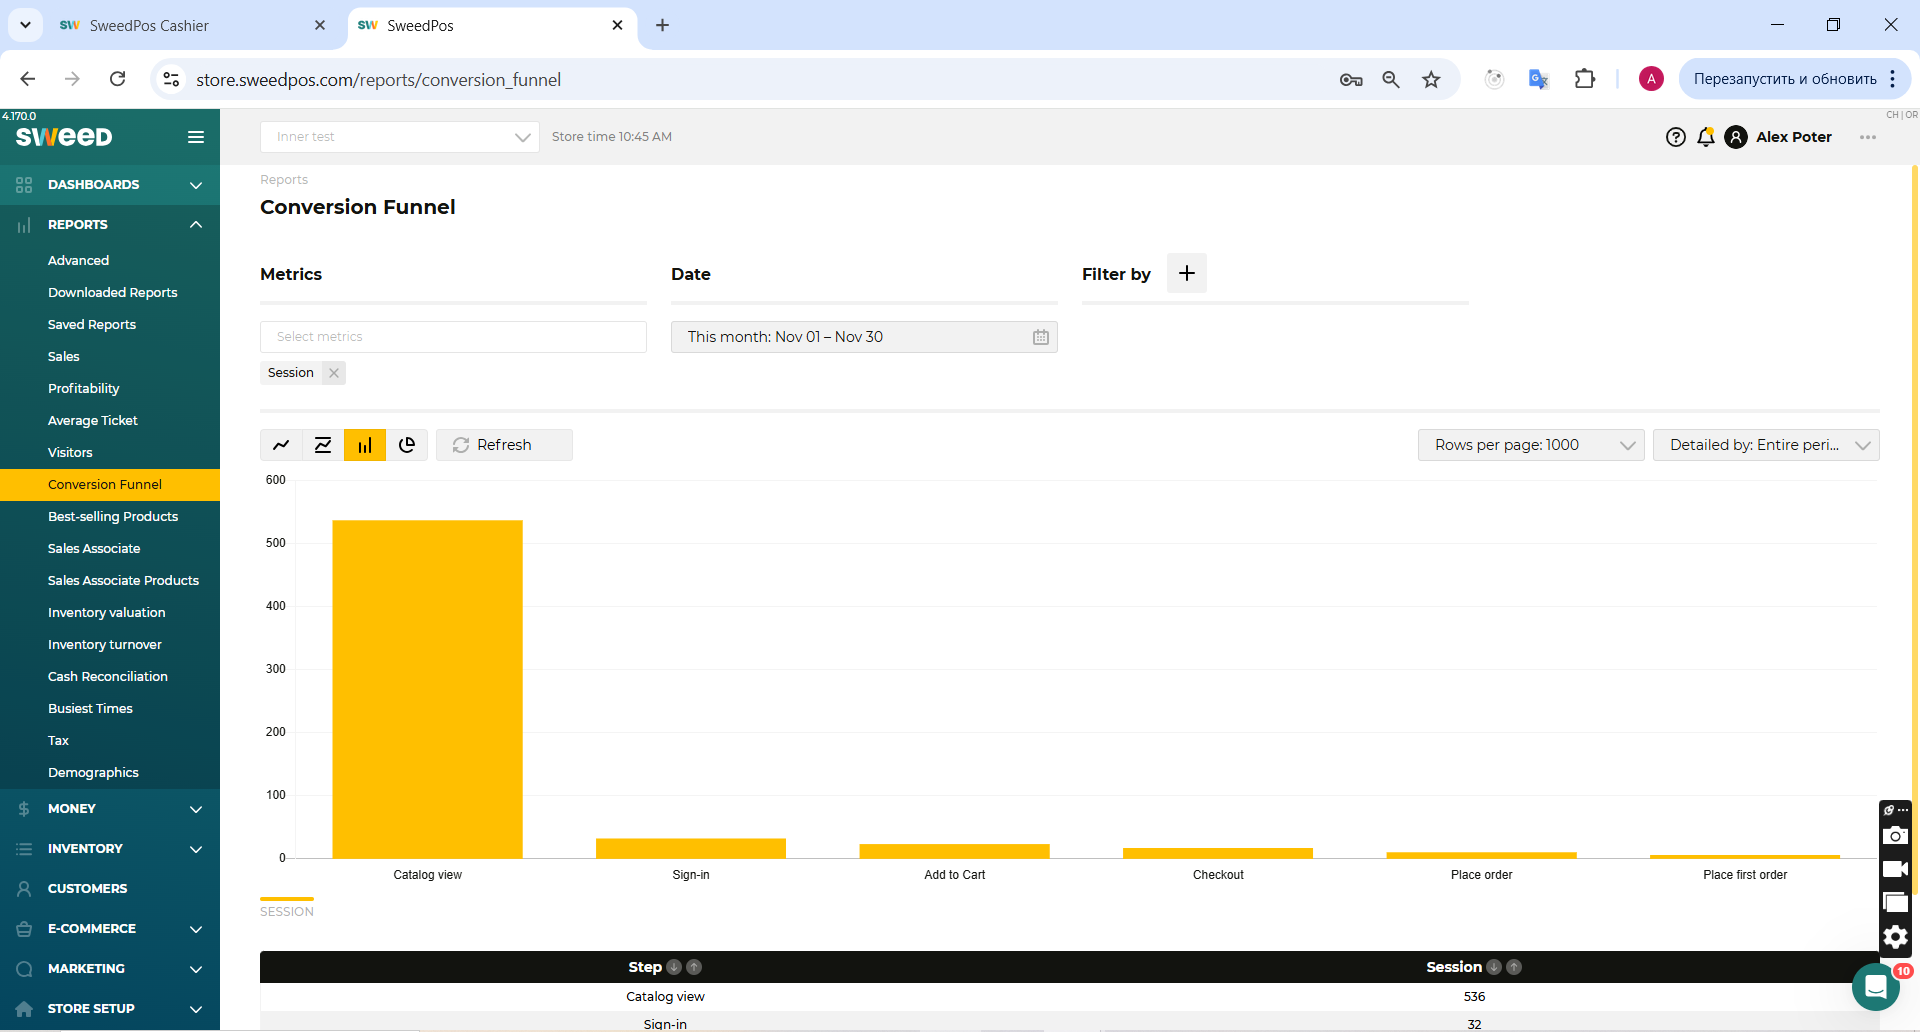 SweedPos Cashier
SweedPos
store.sweedpos.com/reports/conversion_funnel
A
Перезапустить и обновить
4.170.0
SWEED
Inner test
Store time 10:45 AM
Alex Poter
CH | OR
DASHBOARDS
REPORTS
Advanced
Downloaded Reports
Saved Reports
Sales
Profitability
Average Ticket
Visitors
Conversion Funnel
Best-selling Products
Sales Associate
Sales Associate Products
Inventory valuation
Inventory turnover
Cash Reconciliation
Busiest Times
Tax
Demographics
MONEY
INVENTORY
CUSTOMERS
E-COMMERCE
MARKETING
STORE SETUP
Reports
Conversion Funnel
Metrics
Date
Filter by
Select metrics
This month: Nov 01 – Nov 30
Session
Refresh
Rows per page: 1000
Detailed by: Entire peri...
600
500
400
300
200
100
0
Catalog view
Sign-in
Add to Cart
Checkout
Place order
Place first order
SESSION
Step
Session
Catalog view
536
Sign-in
32
10